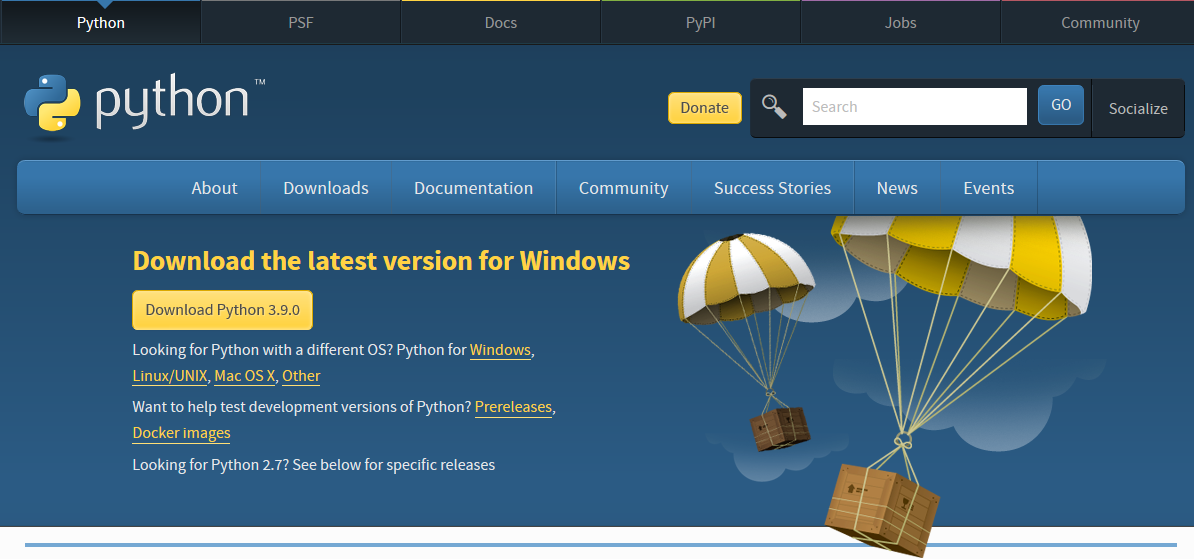 Python PSF Docs PyPI Jobs Community
python™
Donate Search GO Socialize
About Downloads Documentation Community Success Stories News Events
Download the latest version for Windows
Download Python 3.9.0
Looking for Python with a different OS? Python for Windows,
Linux/UNIX, Mac OS X, Other
Want to help test development versions of Python? Prereleases,
Docker images
Looking for Python 2.7? See below for specific releases